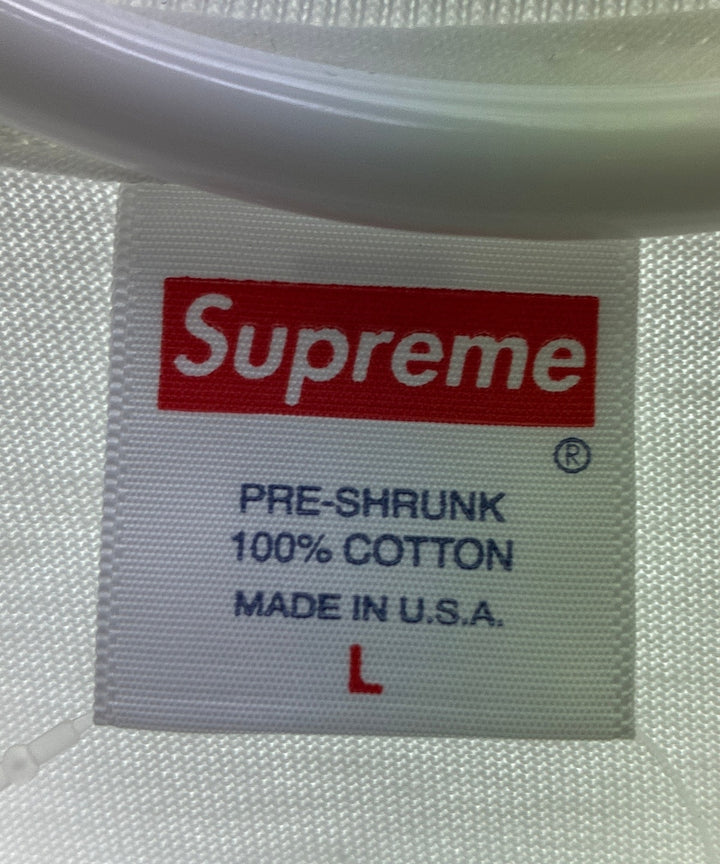 Supreme
®
PRE-SHRUNK
100% COTTON
MADE IN U.S.A.
L